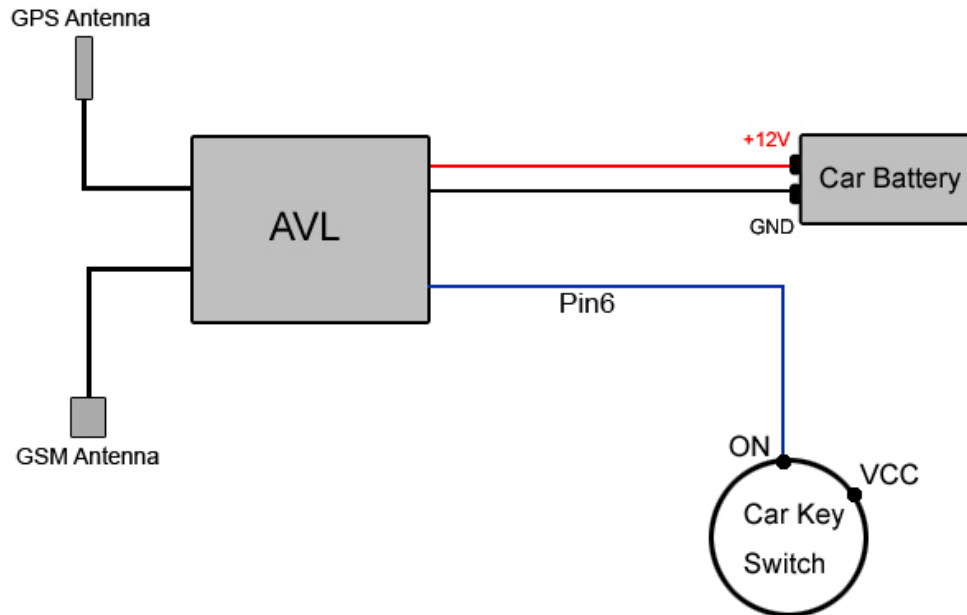 GPS Antenna
+12V
Car Battery
AVL
GND
Pin6
GSM Antenna
ON
VCC
Car Key
Switch